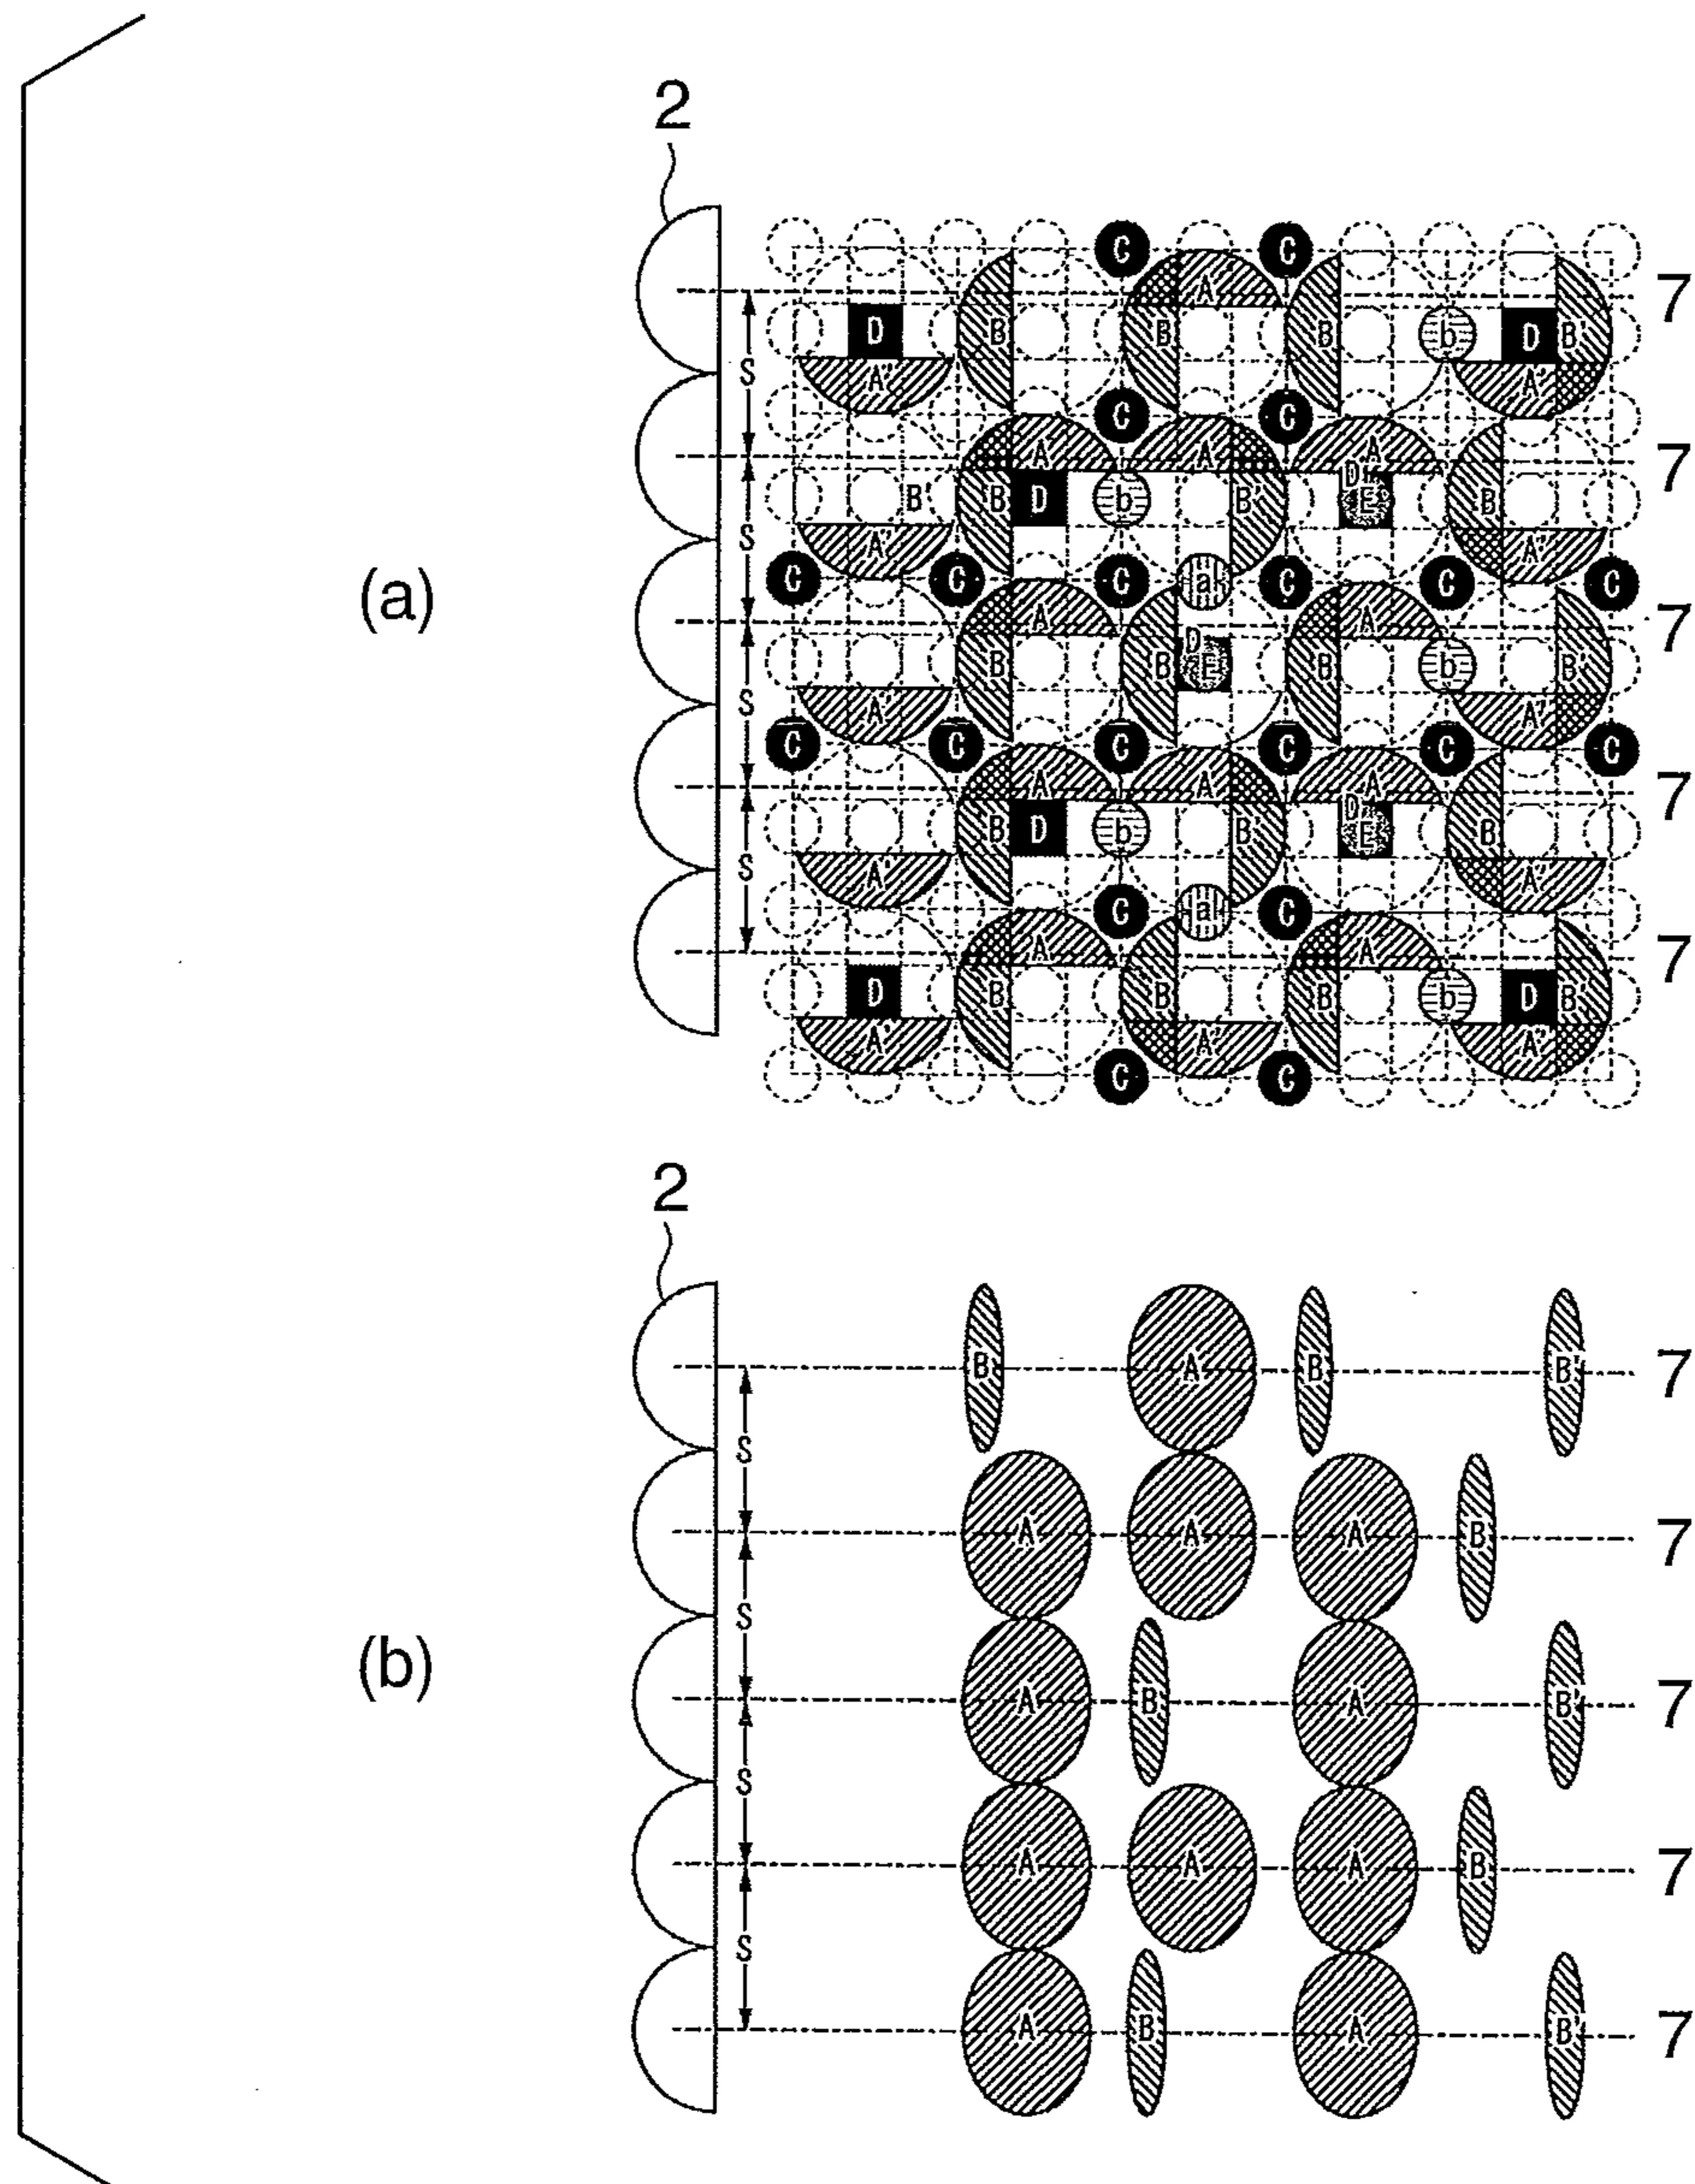 2
C C
A 7
D B B B b D B'
S A' A'
C C
A A A 7
D'
B' B D b B' E B
S A' A'
C C C a C C C
(a)
A A 7
D'
B B E B b B'
S A' A'
C C C C C C
A A A 7
D'
B D b B' E B
S A' A'
C a C
A A 7
D B B B b D B'
A' A' A'
C C
2
B A B B' 7
S
A A A B 7
S
(b)
A B A B' 7
S
A A A B 7
S
A B A B' 7